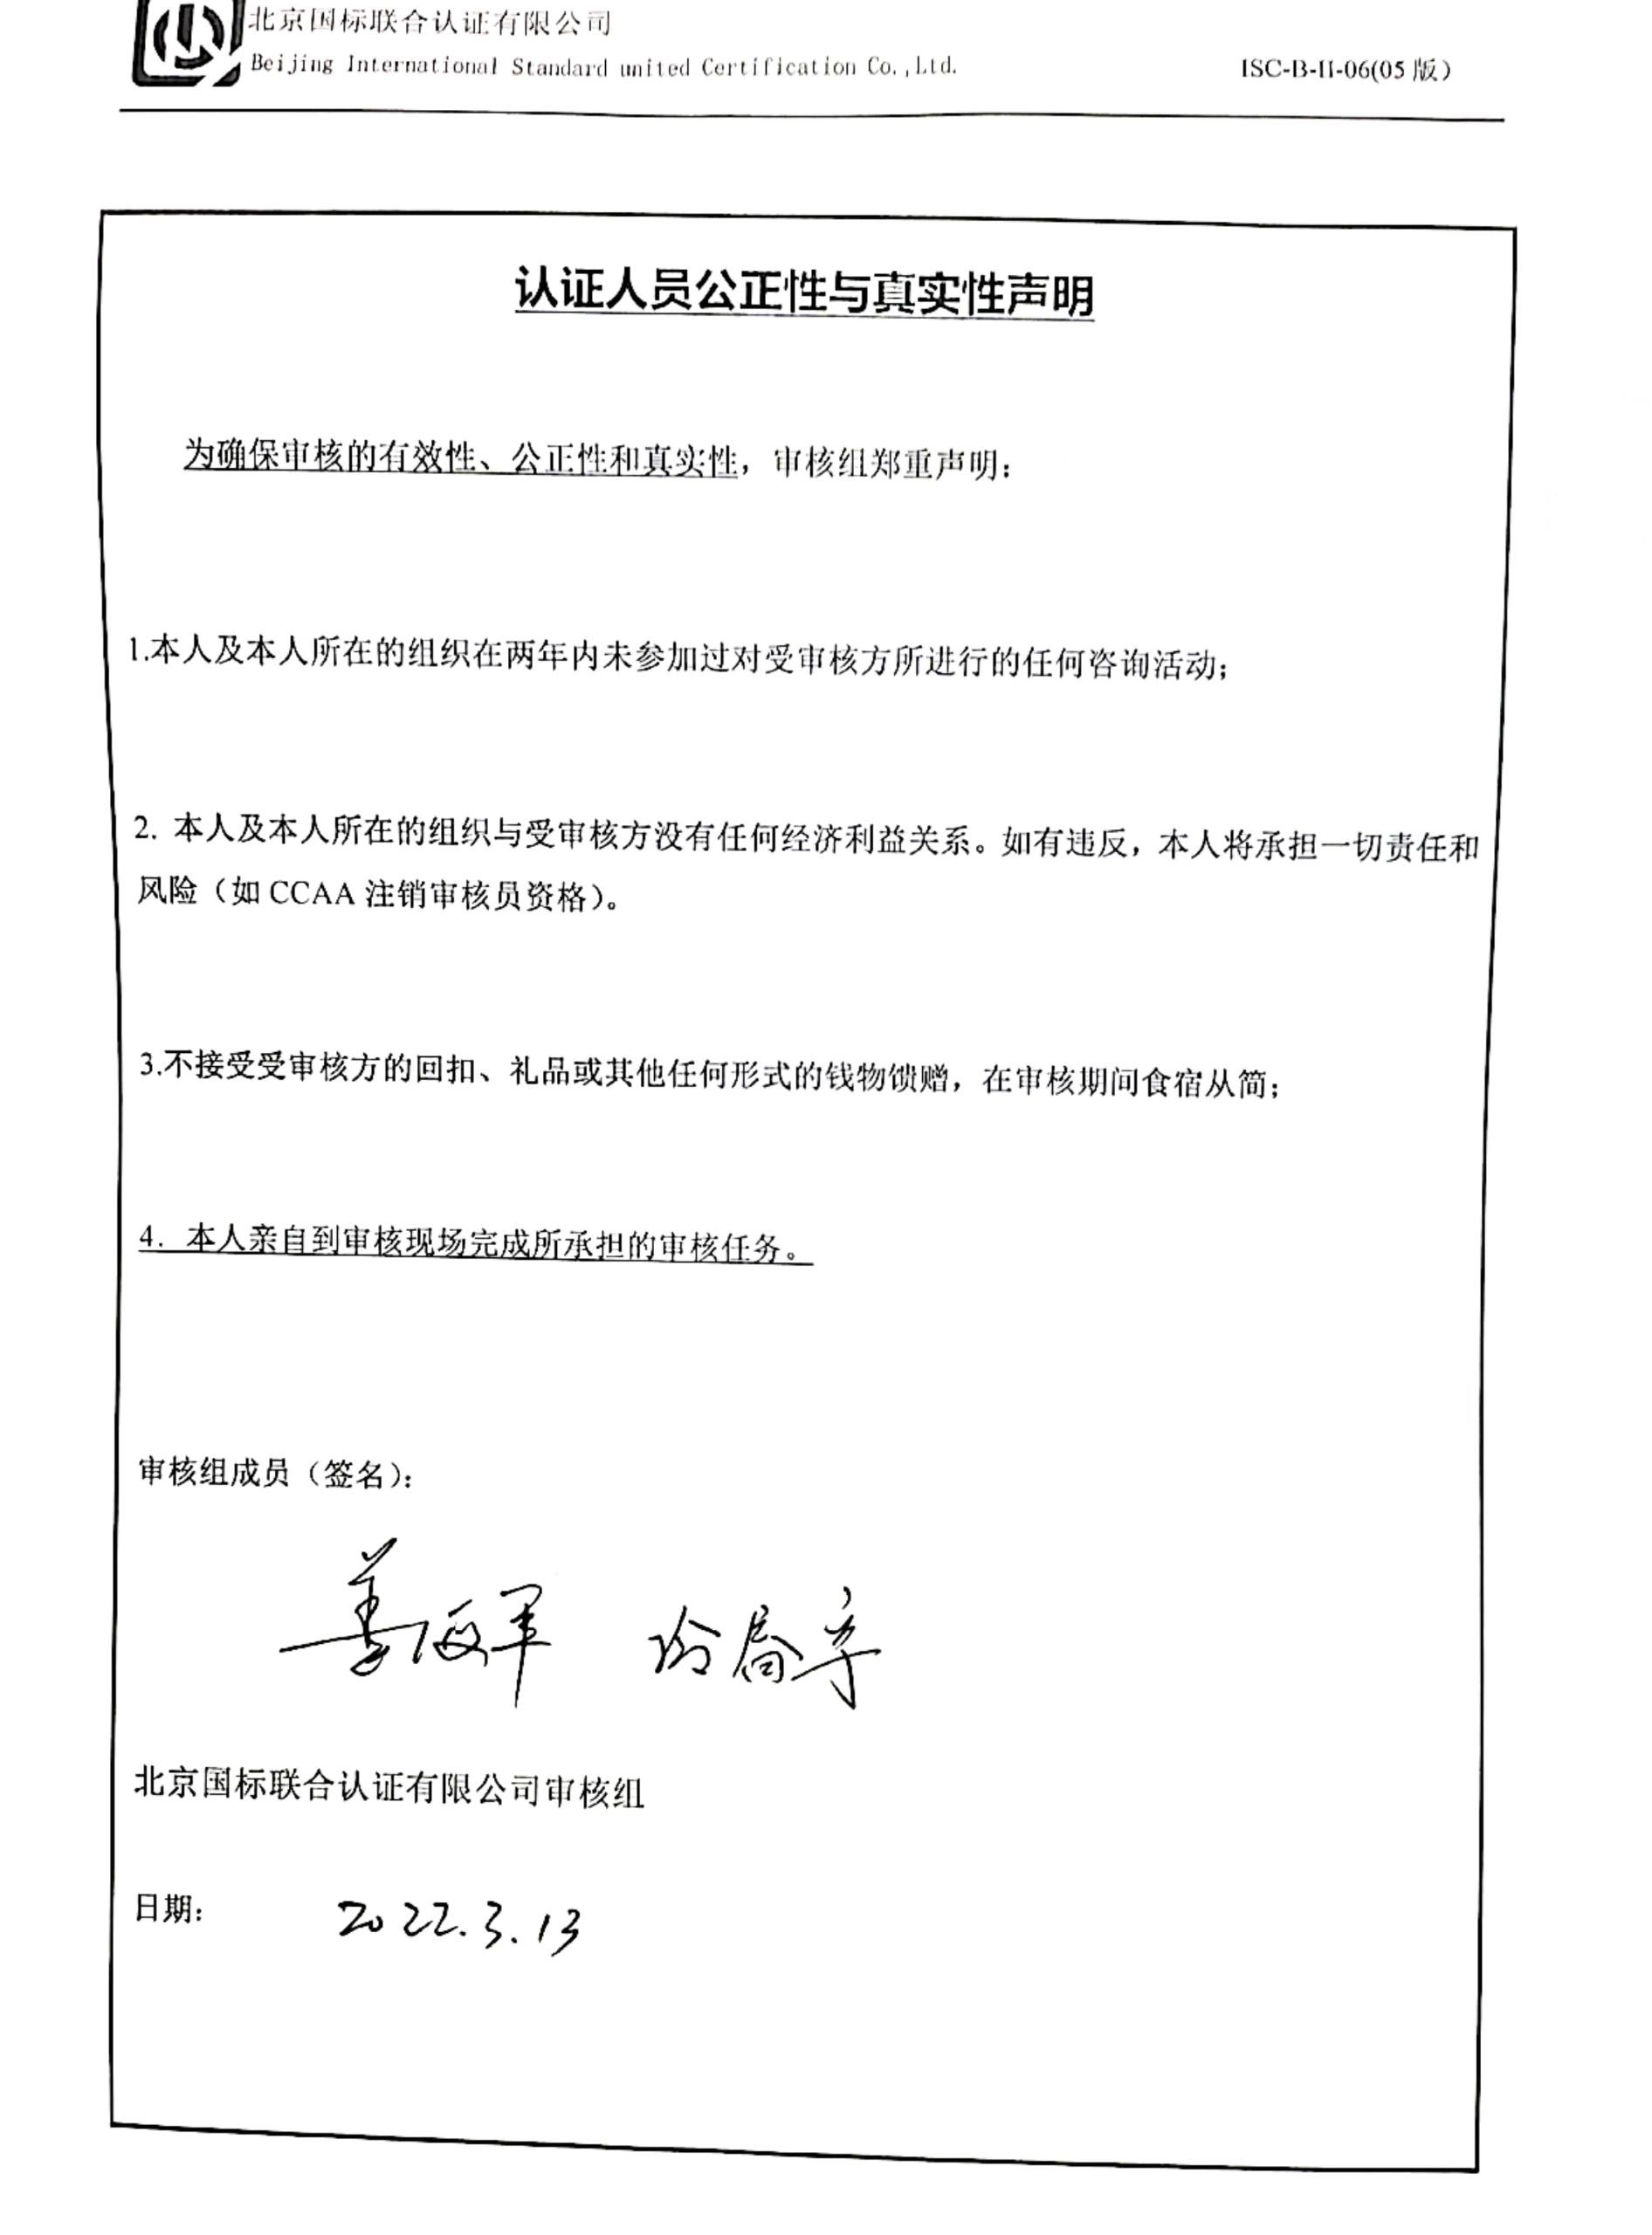 北京国标联合认证有限公司
Beijing International Standard united Certification Co.,Ltd.
ISC-B-II-06(05版)
认证人员公正性与真实性声明
为确保审核的有效性、公正性和真实性，审核组郑重声明：
1.本人及本人所在的组织在两年内未参加过对受审核方所进行的任何咨询活动；
2. 本人及本人所在的组织与受审核方没有任何经济利益关系。如有违反，本人将承担一切责任和
风险（如 CCAA 注销审核员资格）。
3.不接受受审核方的回扣、礼品或其他任何形式的钱物馈赠，在审核期间食宿从简；
4. 本人亲自到审核现场完成所承担的审核任务。
审核组成员（签名）：
北京国标联合认证有限公司审核组
日期： 2022.3.13